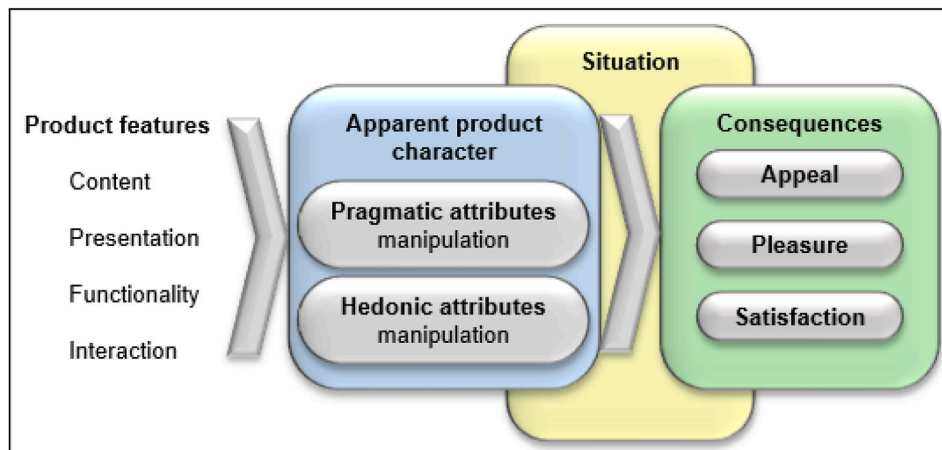 Product features
Content
Presentation
Functionality
Interaction
Apparent product
character
Pragmatic attributes
manipulation
Hedonic attributes
manipulation
Situation
Consequences
Appeal
Pleasure
Satisfaction